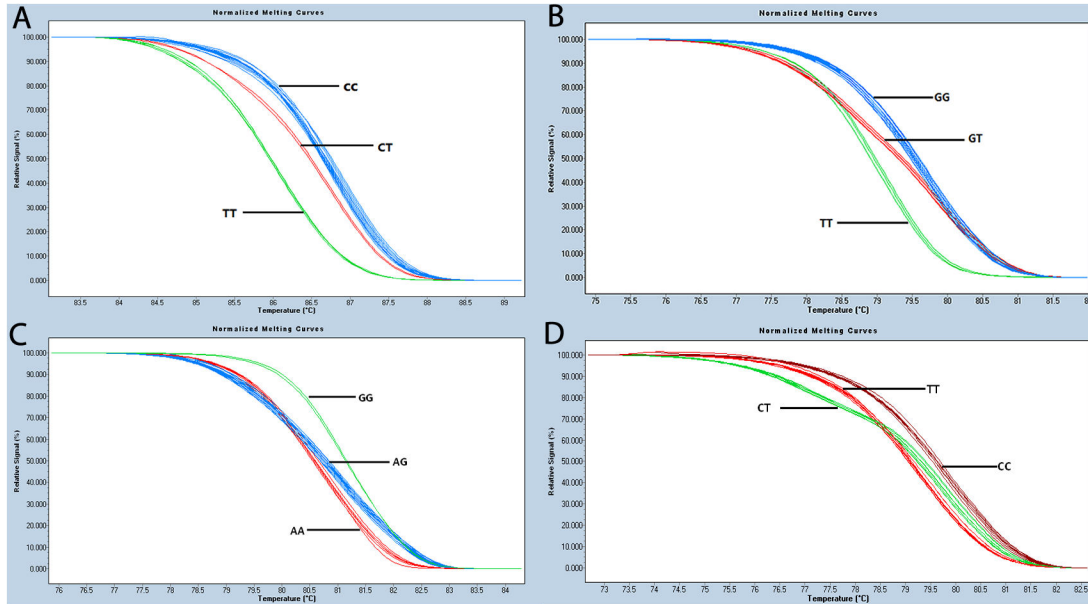 A
Normalized Melting Curves
Relative Signal (%)
100.000
90.000
80.000
70.000
60.000
50.000
40.000
30.000
20.000
10.000
0.000
CC
CT
TT
83.5 84 84.5 85 85.5 86 86.5 87 87.5 88 88.5 89
Temperature (°C)
B
Normalized Melting Curves
Relative Signal (%)
100.000
90.000
80.000
70.000
60.000
50.000
40.000
30.000
20.000
10.000
0.000
GG
GT
TT
75 75.5 76 76.5 77 77.5 78 78.5 79 79.5 80 80.5 81 81.5
Temperature (°C)
C
Normalized Melting Curves
Relative Signal (%)
100.000
90.000
80.000
70.000
60.000
50.000
40.000
30.000
20.000
10.000
0.000
GG
AG
AA
76 76.5 77 77.5 78 78.5 79 79.5 80 80.5 81 81.5 82 82.5 83 83.5 84
Temperature (°C)
D
Normalized Melting Curves
Relative Signal (%)
100.000
90.000
80.000
70.000
60.000
50.000
40.000
30.000
20.000
10.000
0.000
TT
CT
CC
73 73.5 74 74.5 75 75.5 76 76.5 77 77.5 78 78.5 79 79.5 80 80.5 81 81.5 82 82.5
Temperature (°C)